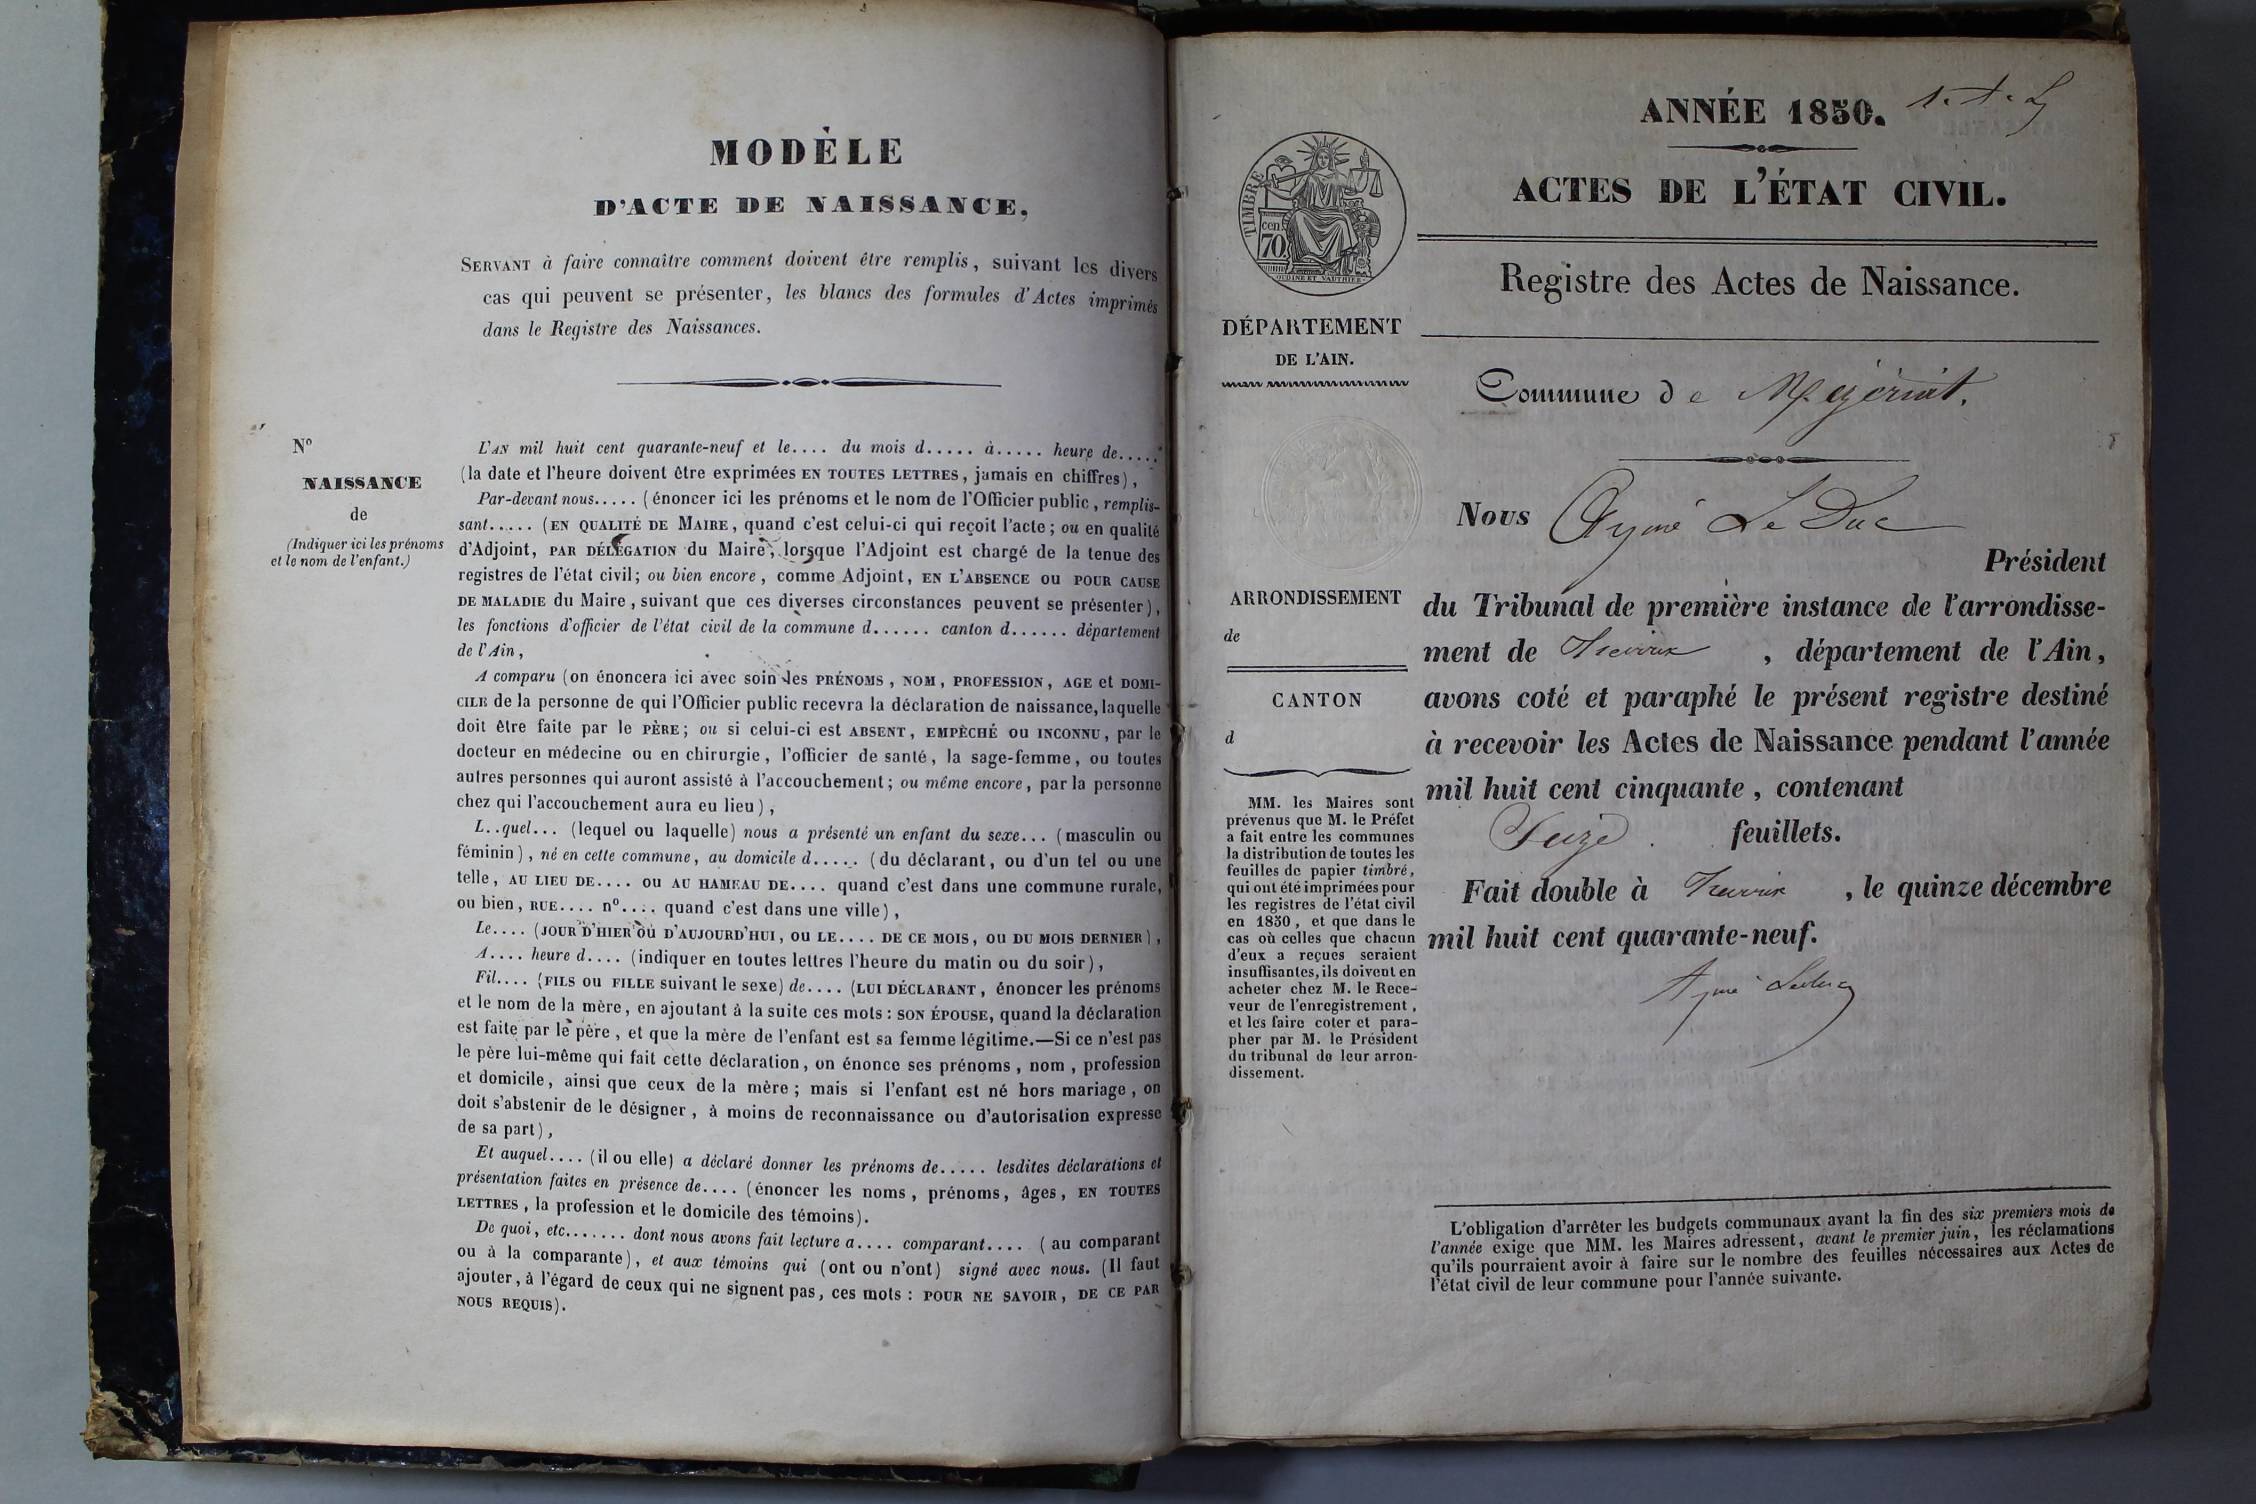 MODÈLE
D'ACTE DE NAISSANCE,
SERVANT à faire connaître comment doivent être remplis, suivant les divers
cas qui peuvent se présenter, les blancs des formules d'Actes imprimés
dans le Registre des Naissances.
N°
NAISSANCE
de
(Indiquer ici les prénoms
et le nom de l'enfant.)
L'AN mil huit cent quarante-neuf et le.... du mois d..... à..... heure de.....
(la date et l'heure doivent être exprimées EN TOUTES LETTRES, jamais en chiffres),
Par-devant nous..... (énoncer ici les prénoms et le nom de l'Officier public, remplis-
sant..... (EN QUALITÉ DE MAIRE, quand c'est celui-ci qui reçoit l'acte; ou en qualité
d'Adjoint, PAR DÉLÉGATION du Maire, lorsque l'Adjoint est chargé de la tenue des
registres de l'état civil; ou bien encore, comme Adjoint, EN L'ABSENCE OU POUR CAUSE
DE MALADIE du Maire, suivant que ces diverses circonstances peuvent se présenter),
les fonctions d'officier de l'état civil de la commune d...... canton d...... département
de l'Ain,
A comparu (on énoncera ici avec soin les PRÉNOMS, NOM, PROFESSION, AGE et DOMI-
CILE de la personne de qui l'Officier public recevra la déclaration de naissance, laquelle
doit être faite par le PÈRE; ou si celui-ci est ABSENT, EMPÈCHÉ OU INCONNU, par le
docteur en médecine ou en chirurgie, l'officier de santé, la sage-femme, ou toutes
autres personnes qui auront assisté à l'accouchement; ou même encore, par la personne
chez qui l'accouchement aura eu lieu),
L..quel... (lequel ou laquelle) nous a présenté un enfant du sexe... (masculin ou
féminin), né en cette commune, au domicile d..... (du déclarant, ou d'un tel ou une
telle, AU LIEU DE.... OU AU HAMEAU DE.... quand c'est dans une commune rurale,
ou bien, RUE.... n°.... quand c'est dans une ville),
Le.... (JOUR D'HIER OU D'AUJOURD'HUI, OU LE.... DE CE MOIS, OU DU MOIS DERNIER),
A.... heure d.... (indiquer en toutes lettres l'heure du matin ou du soir),
Fil.... (FILS OU FILLE suivant le sexe) de.... (LUI DÉCLARANT, énoncer les prénoms
et le nom de la mère, en ajoutant à la suite ces mots: SON ÉPOUSE, quand la déclaration
est faite par le père, et que la mère de l'enfant est sa femme légitime.—Si ce n'est pas
le père lui-même qui fait cette déclaration, on énonce ses prénoms, nom, profession
et domicile, ainsi que ceux de la mère; mais si l'enfant est né hors mariage, on
doit s'abstenir de le désigner, à moins de reconnaissance ou d'autorisation expresse
de sa part),
Et auquel.... (il ou elle) a déclaré donner les prénoms de..... lesdites déclarations et
présentation faites en présence de.... (énoncer les noms, prénoms, âges, EN TOUTES
LETTRES, la profession et le domicile des témoins).
De quoi, etc....... dont nous avons fait lecture a.... comparant.... (au comparant
ou à la comparante), et aux témoins qui (ont ou n'ont) signé avec nous. (Il faut
ajouter, à l'égard de ceux qui ne signent pas, ces mots: POUR NE SAVOIR, DE CE PAR
NOUS REQUIS).
ANNÉE 1850.
ACTES DE L'ÉTAT CIVIL.
TIMBRE
cen.
70
OUDINE ET VAUTHIER
Registre des Actes de Naissance.
DÉPARTEMENT
DE L'AIN.
Commune de Mézériat.
Nous Aymé Le Duc
Président
ARRONDISSEMENT
de
CANTON
d
du Tribunal de première instance de l'arrondisse-
ment de Trévoux, département de l'Ain,
avons coté et paraphé le présent registre destiné
à recevoir les Actes de Naissance pendant l'année
mil huit cent cinquante, contenant
Seize feuillets.
Fait double à Trévoux, le quinze décembre
mil huit cent quarante-neuf.
Aymé Leduc
MM. les Maires sont
prévenus que M. le Préfet
a fait entre les communes
la distribution de toutes les
feuilles de papier timbré,
qui ont été imprimées pour
les registres de l'état civil
en 1850, et que dans le
cas où celles que chacun
d'eux a reçues seraient
insuffisantes, ils doivent en
acheter chez M. le Rece-
veur de l'enregistrement,
et les faire coter et para-
pher par M. le Président
du tribunal de leur arron-
dissement.
L'obligation d'arrêter les budgets communaux avant la fin des six premiers mois de
l'année exige que MM. les Maires adressent, avant le premier juin, les réclamations
qu'ils pourraient avoir à faire sur le nombre des feuilles nécessaires aux Actes de
l'état civil de leur commune pour l'année suivante.